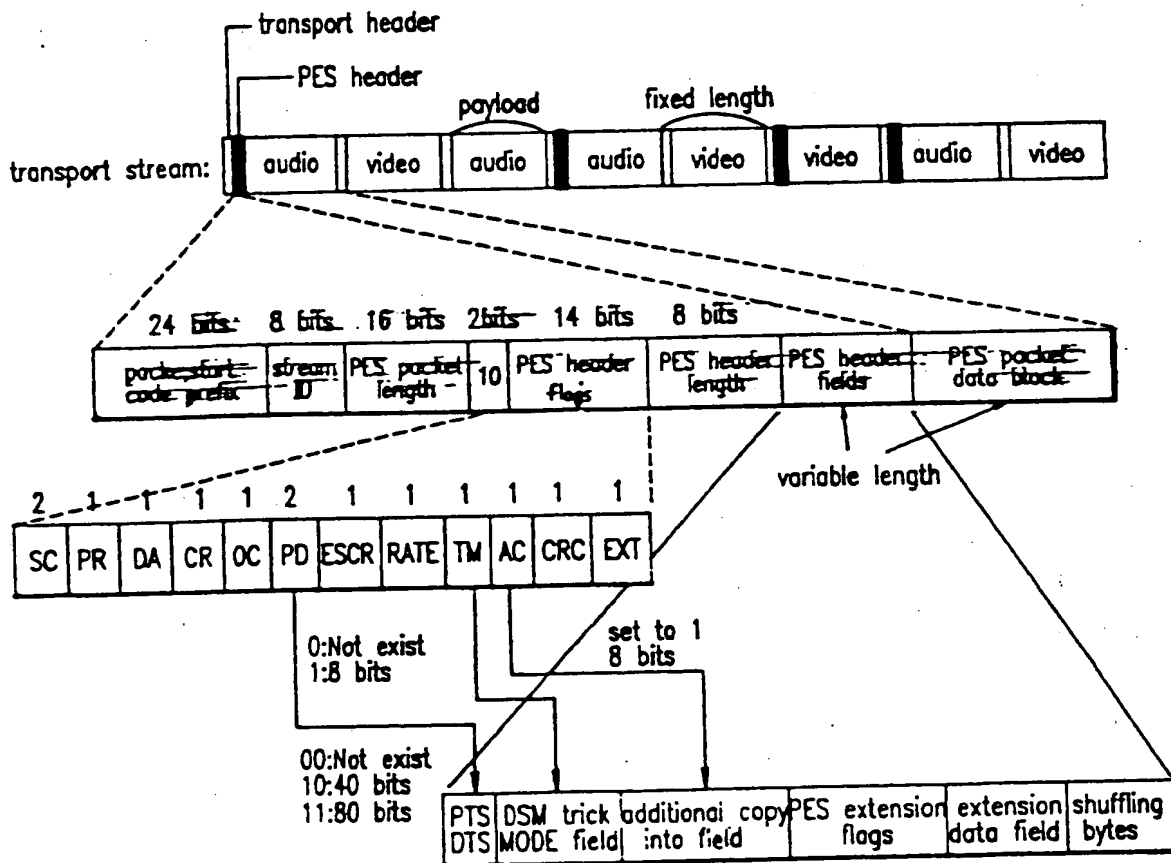 transport header
PES header
payload
fixed length
transport stream:
audio
video
audio
audio
video
video
audio
video
24 bits
8 bits
16 bits
2bits
14 bits
8 bits
packe,start
code prefix
stream
ID
PES packet
length
10
PES header
flags
PES header
length
PES header
fields
PES packet
data block
variable length
2 1 1 1 1 2 1 1 1 1 1 1
SC PR DA CR OC PD ESCR RATE TM AC CRC EXT
0:Not exist
1:8 bits
set to 1
8 bits
00:Not exist
10:40 bits
11:80 bits
PTS
DTS
DSM trick
MODE field
additional copy
into field
PES extension
flags
extension
data field
shuffling
bytes